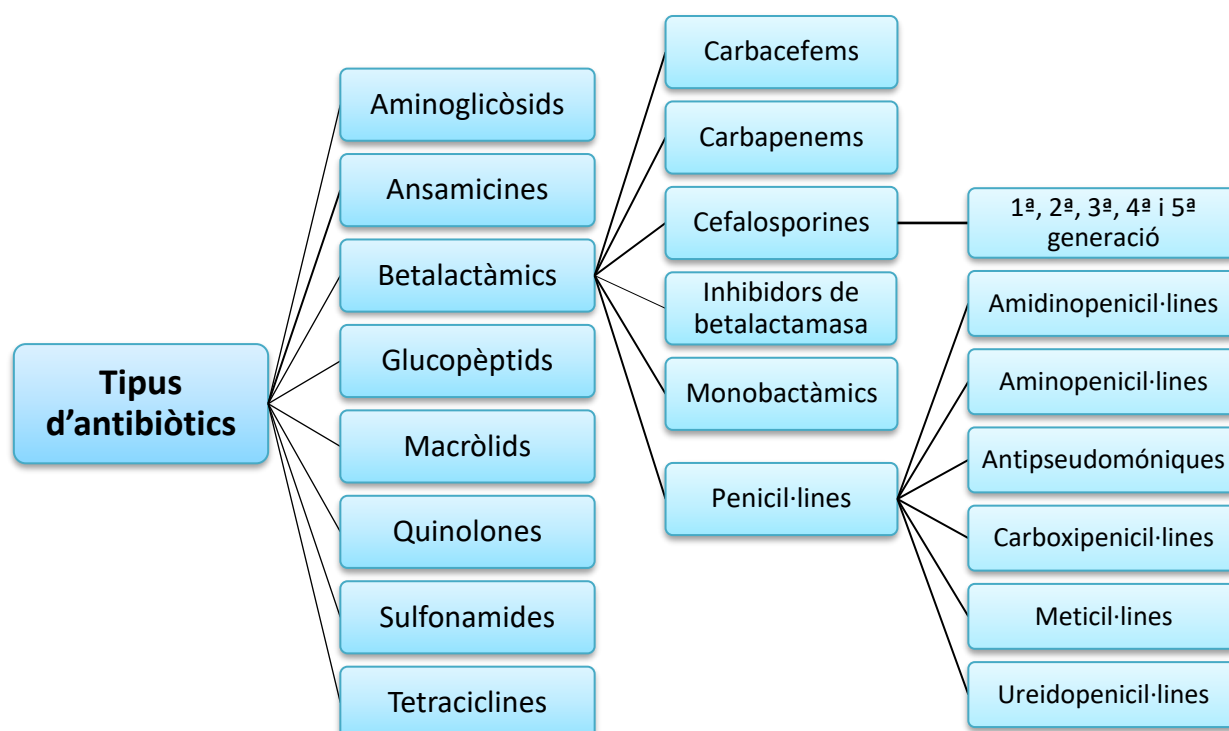 Tipus
d’antibiòtics
Aminoglicòsids
Ansamicines
Betalactàmics
Glucopèptids
Macròlids
Quinolones
Sulfonamides
Tetraciclines
Carbacefems
Carbapenems
Cefalosporines
Inhibidors de
betalactamasa
Monobactàmics
Penicil·lines
1ª, 2ª, 3ª, 4ª i 5ª
generació
Amidinopenicil·lines
Aminopenicil·lines
Antipseudomóniques
Carboxipenicil·lines
Meticil·lines
Ureidopenicil·lines